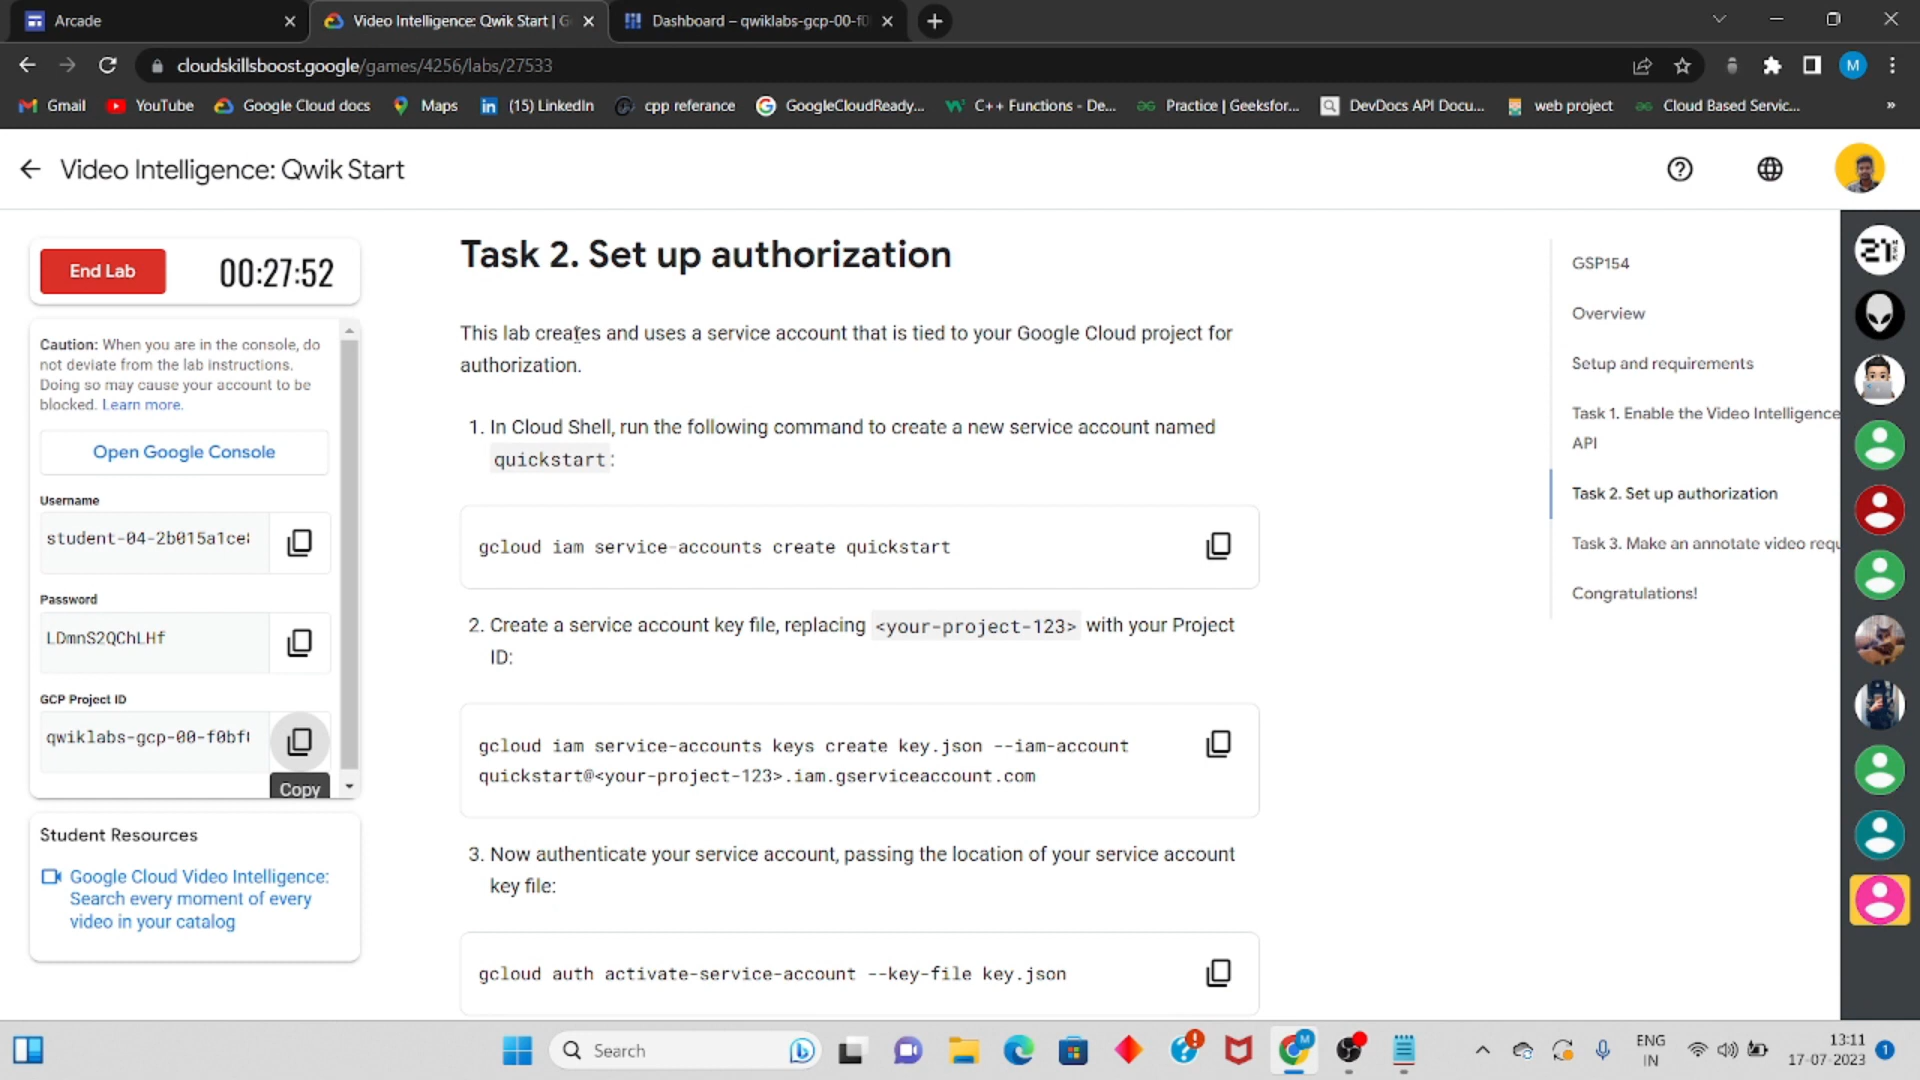 Arcade
Video Intelligence: Qwik Start | G
Dashboard – qwiklabs-gcp-00-f0
cloudskillsboost.google/games/4256/labs/27533
M
Gmail
YouTube
Google Cloud docs
Maps
(15) LinkedIn
cpp referance
GoogleCloudReady...
C++ Functions - De...
Practice | Geeksfor...
DevDocs API Docu...
web project
Cloud Based Servic...
»
Video Intelligence: Qwik Start
End Lab
00:27:52
Caution: When you are in the console, do
not deviate from the lab instructions.
Doing so may cause your account to be
blocked. Learn more.
Open Google Console
Username
student-04-2b015a1ce
Password
LDmnS2QChLHf
GCP Project ID
qwiklabs-gcp-00-f0bf
Copy
Student Resources
Google Cloud Video Intelligence:
Search every moment of every
video in your catalog
Task 2. Set up authorization
This lab creates and uses a service account that is tied to your Google Cloud project for
authorization.
1. In Cloud Shell, run the following command to create a new service account named
quickstart:
gcloud iam service-accounts create quickstart
2. Create a service account key file, replacing <your-project-123> with your Project
ID:
gcloud iam service-accounts keys create key.json --iam-account
quickstart@<your-project-123>.iam.gserviceaccount.com
3. Now authenticate your service account, passing the location of your service account
key file:
gcloud auth activate-service-account --key-file key.json
GSP154
Overview
Setup and requirements
Task 1. Enable the Video Intelligence
API
Task 2. Set up authorization
Task 3. Make an annotate video requ
Congratulations!
21
Search
M
ENG
IN
13:11
17-07-2023
1